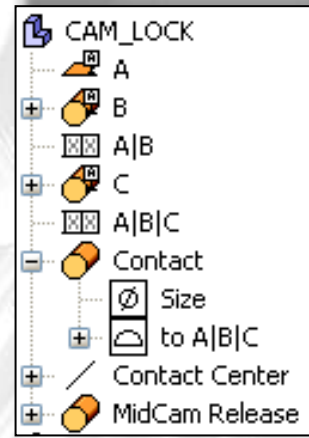 CAM_LOCK
A
B
A|B
C
A|B|C
Contact
Size
to A|B|C
Contact Center
MidCam Release